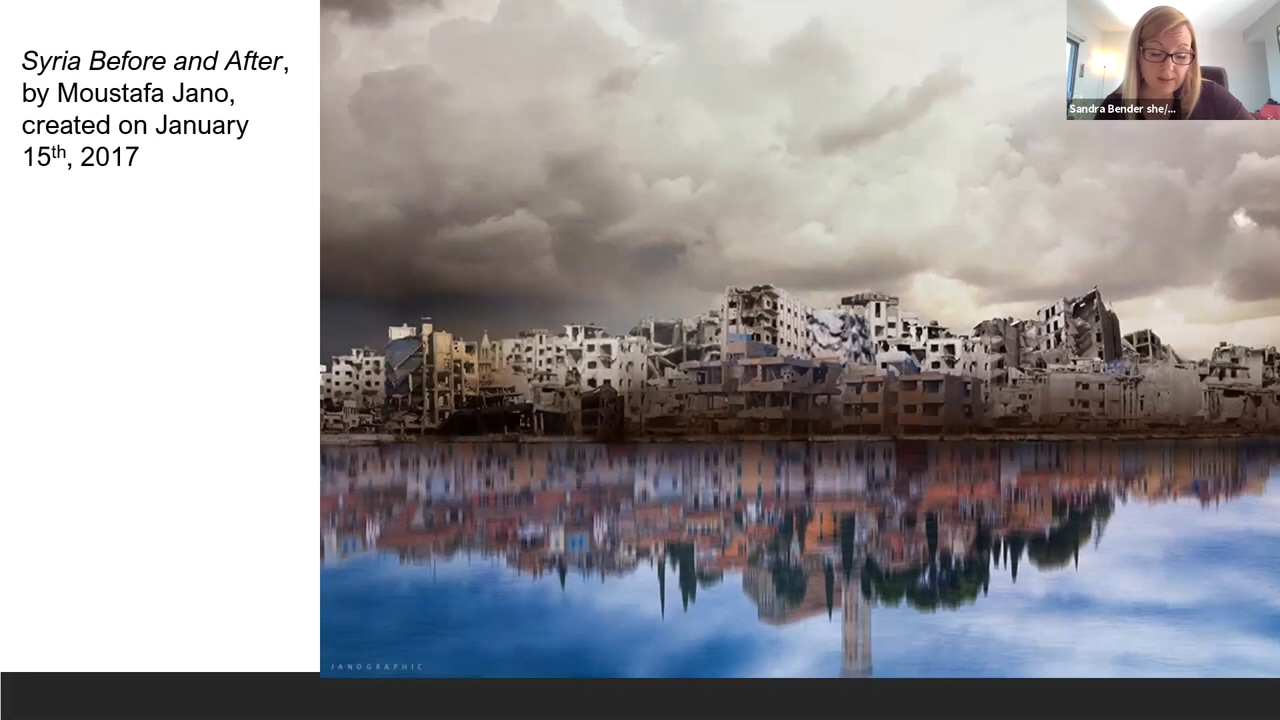 Syria Before and After,
by Moustafa Jano,
created on January
15th, 2017
Sandra Bender she/...
JANOGRAPHIC